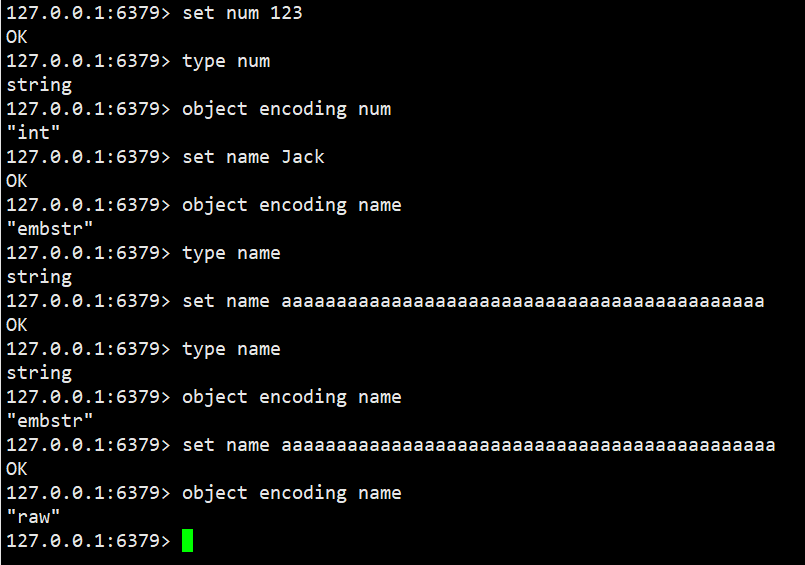 127.0.0.1:6379> set num 123
OK
127.0.0.1:6379> type num
string
127.0.0.1:6379> object encoding num
"int"
127.0.0.1:6379> set name Jack
OK
127.0.0.1:6379> object encoding name
"embstr"
127.0.0.1:6379> type name
string
127.0.0.1:6379> set name aaaaaaaaaaaaaaaaaaaaaaaaaaaaaaaaaaaaaaaaaaaa
OK
127.0.0.1:6379> type name
string
127.0.0.1:6379> object encoding name
"embstr"
127.0.0.1:6379> set name aaaaaaaaaaaaaaaaaaaaaaaaaaaaaaaaaaaaaaaaaaaaa
OK
127.0.0.1:6379> object encoding name
"raw"
127.0.0.1:6379>